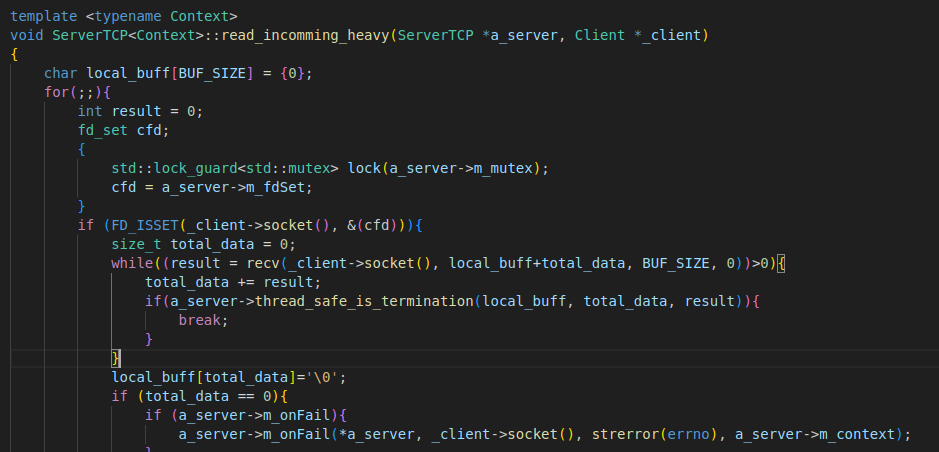 template <typename Context>
void ServerTCP<Context>::read_incomming_heavy(ServerTCP *a_server, Client *_client)
{
    char local_buff[BUF_SIZE] = {0};
    for(;;){
        int result = 0;
        fd_set cfd;
        {
            std::lock_guard<std::mutex> lock(a_server->m_mutex);
            cfd = a_server->m_fdSet;
        }
        if (FD_ISSET(_client->socket(), &(cfd))){
            size_t total_data = 0;
            while((result = recv(_client->socket(), local_buff+total_data, BUF_SIZE, 0))>0){
                total_data += result;
                if(a_server->thread_safe_is_termination(local_buff, total_data, result)){
                    break;
                }
            }
            local_buff[total_data]='\0';
            if (total_data == 0){
                if (a_server->m_onFail){
                    a_server->m_onFail(*a_server, _client->socket(), strerror(errno), a_server->m_context);
                }